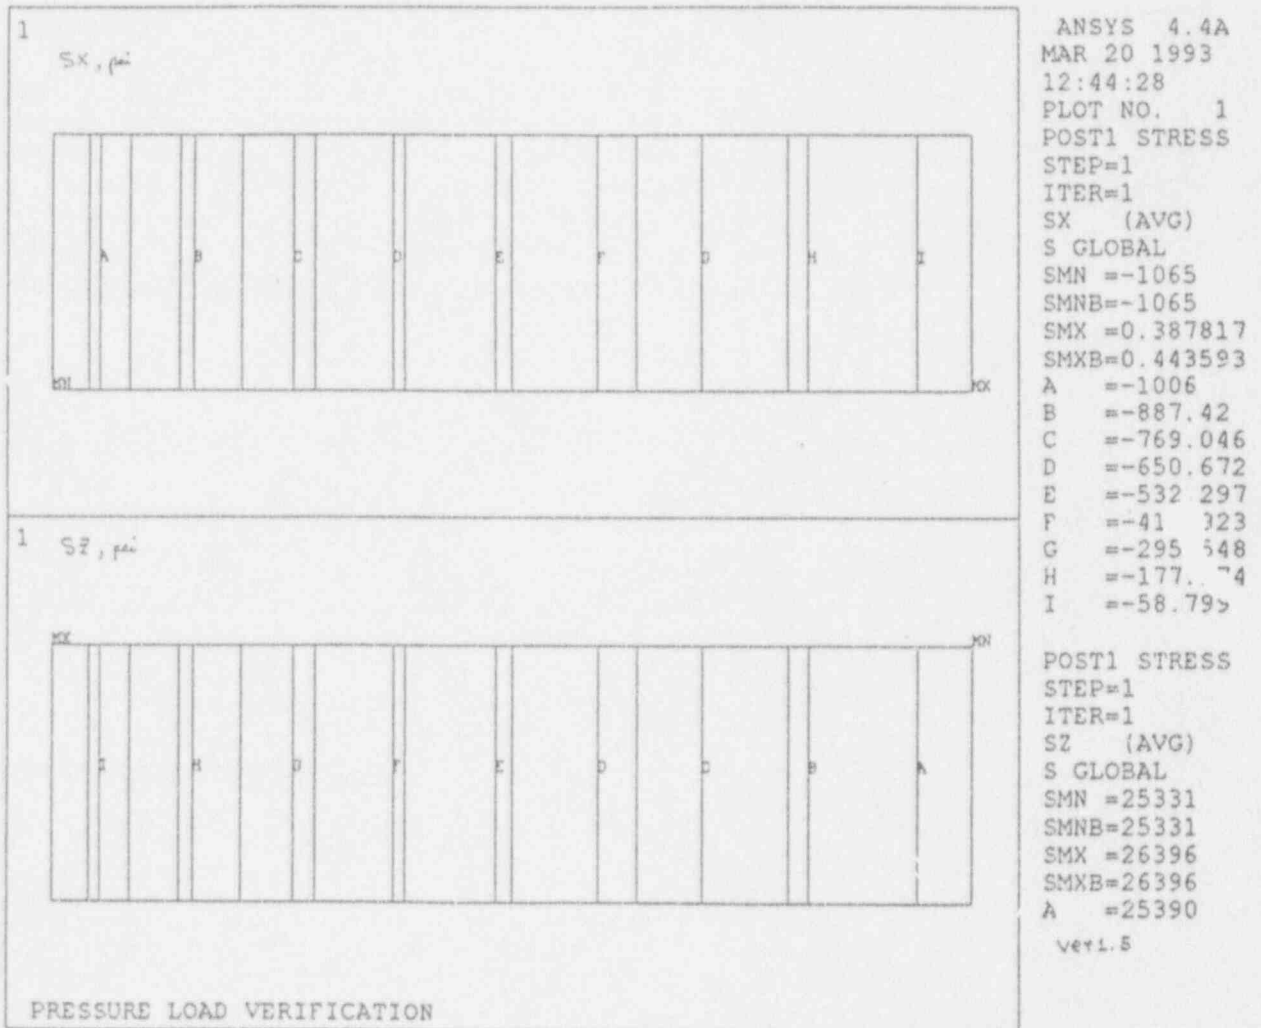 1
SX, psi
A B C D E F G H I
MX
1
SZ, psi
MX
MN
I H G F E D C B A
PRESSURE LOAD VERIFICATION
ANSYS 4.4A
MAR 20 1993
12:44:28
PLOT NO. 1
POST1 STRESS
STEP=1
ITER=1
SX (AVG)
S GLOBAL
SMN =-1065
SMNB=-1065
SMX =0.387817
SMXB=0.443593
A =-1006
B =-887.42
C =-769.046
D =-650.672
E =-532 297
F =-41
G =-295
H =-177.
I =-58.799
POST1 STRESS
STEP=1
ITER=1
SZ (AVG)
S GLOBAL
SMN =25331
SMNB=25331
SMX =26396
SMXB=26396
A =25390
ver1.5